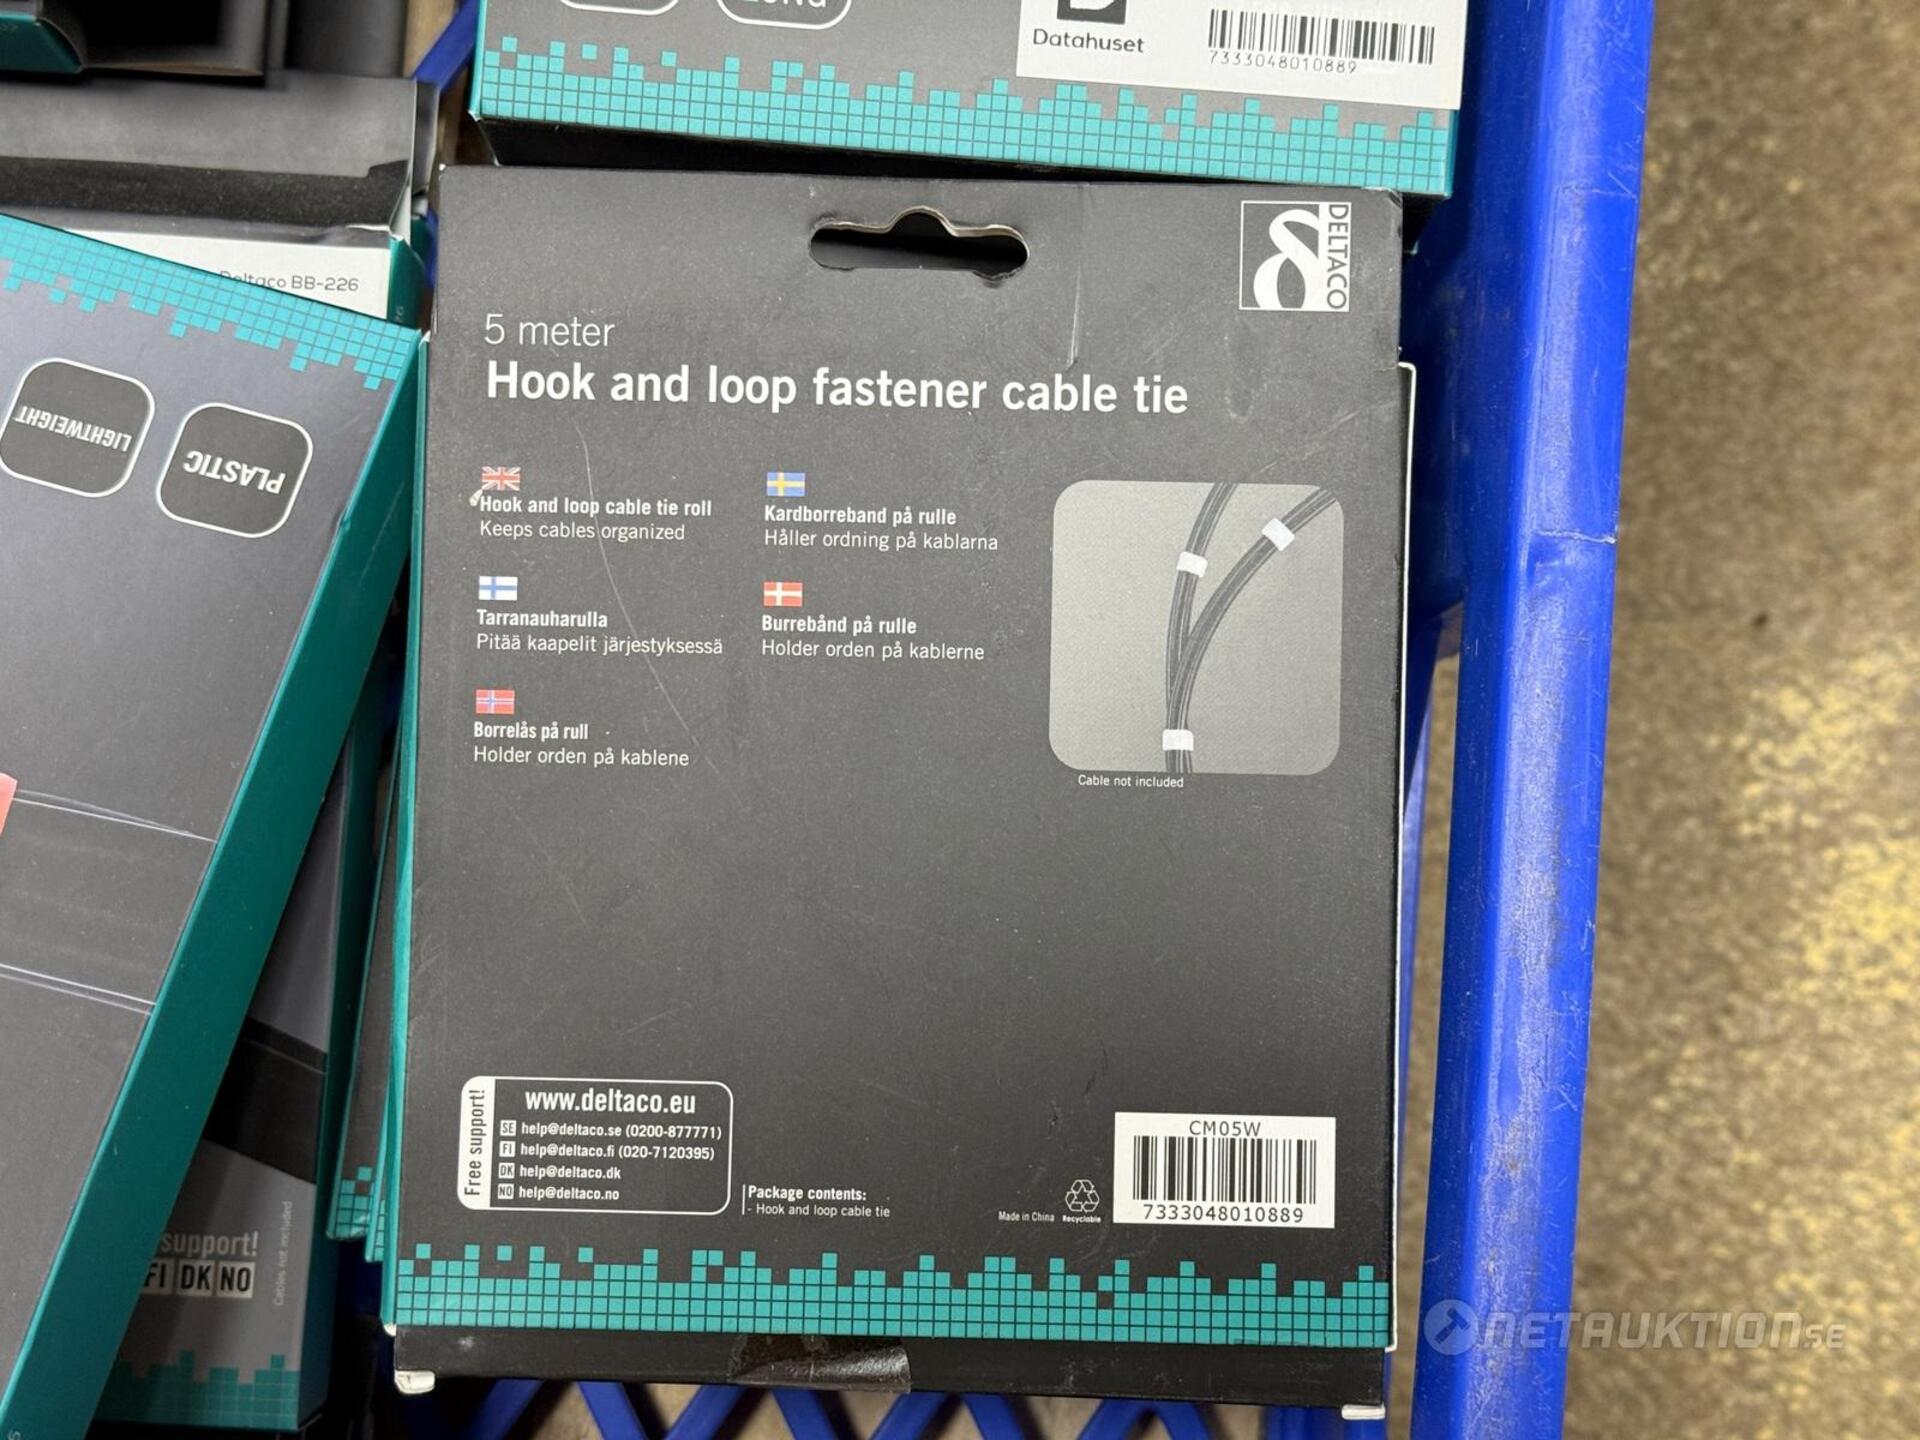 Datahuset
7333048010889
Deltaco BB-226
LIGHTWEIGHT
PLASTIC
DELTACO
5 meter
Hook and loop fastener cable tie
Hook and loop cable tie roll
Keeps cables organized
Kardborreband på rulle
Håller ordning på kablarna
Tarranauharulla
Pitää kaapelit järjestyksessä
Burrebånd på rulle
Holder orden på kablerne
Borrelås på rull
Holder orden på kablene
Cable not included
Free support!
www.deltaco.eu
SE help@deltaco.se (0200-877771)
FI help@deltaco.fi (020-7120395)
DK help@deltaco.dk
NO help@deltaco.no
Package contents:
- Hook and loop cable tie
Made in China
Recyclable
CM05W
7333048010889
support!
FI DK NO
Cables not included
NETAUKTION.SE